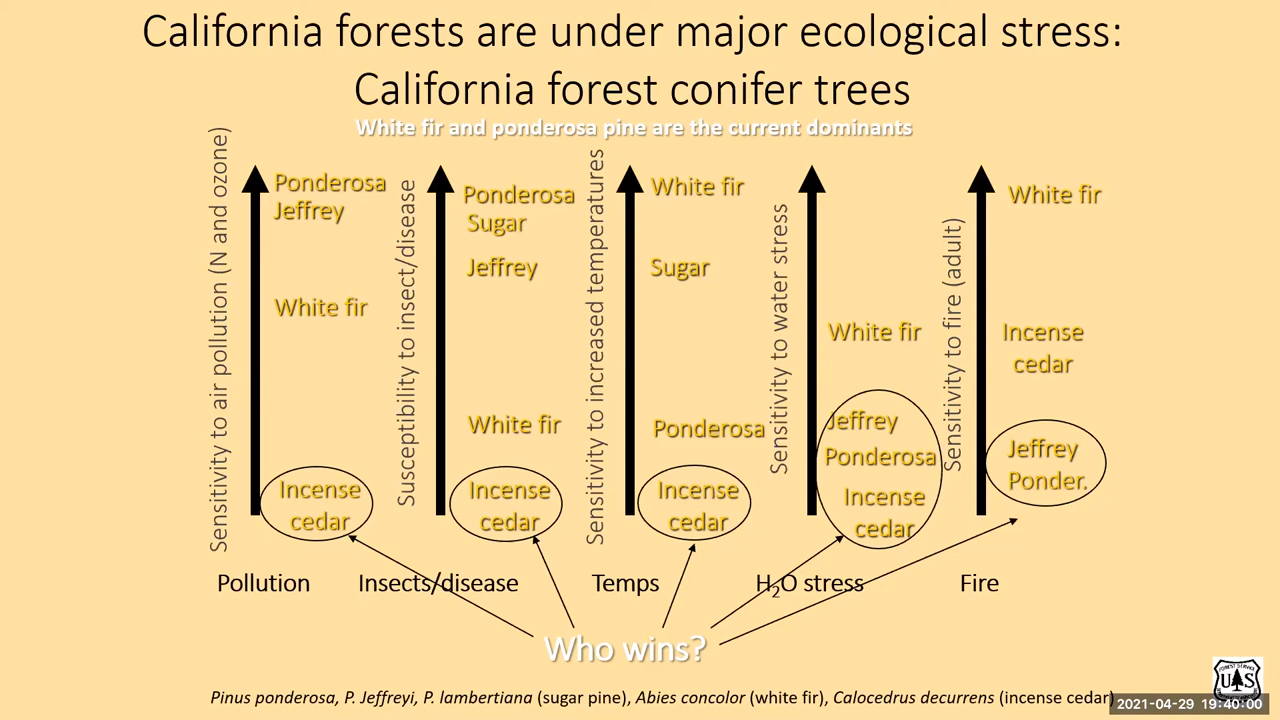 California forests are under major ecological stress:
California forest conifer trees
White fir and ponderosa pine are the current dominants
Sensitivity to air pollution (N and ozone)
Ponderosa
Jeffrey
White fir
Incense
cedar
Susceptibility to insect/disease
Ponderosa
Sugar
Jeffrey
White fir
Incense
cedar
Sensitivity to increased temperatures
White fir
Sugar
Ponderosa
Incense
cedar
Sensitivity to water stress
White fir
Jeffrey
Ponderosa
Incense
cedar
Sensitivity to fire (adult)
White fir
Incense
cedar
Jeffrey
Ponder.
Pollution
Insects/disease
Temps
H₂O stress
Fire
Who wins?
Pinus ponderosa, P. Jeffreyi, P. lambertiana (sugar pine), Abies concolor (white fir), Calocedrus decurrens (incense cedar)
FOREST SERVICE
U S
2021-04-29 19:40:00